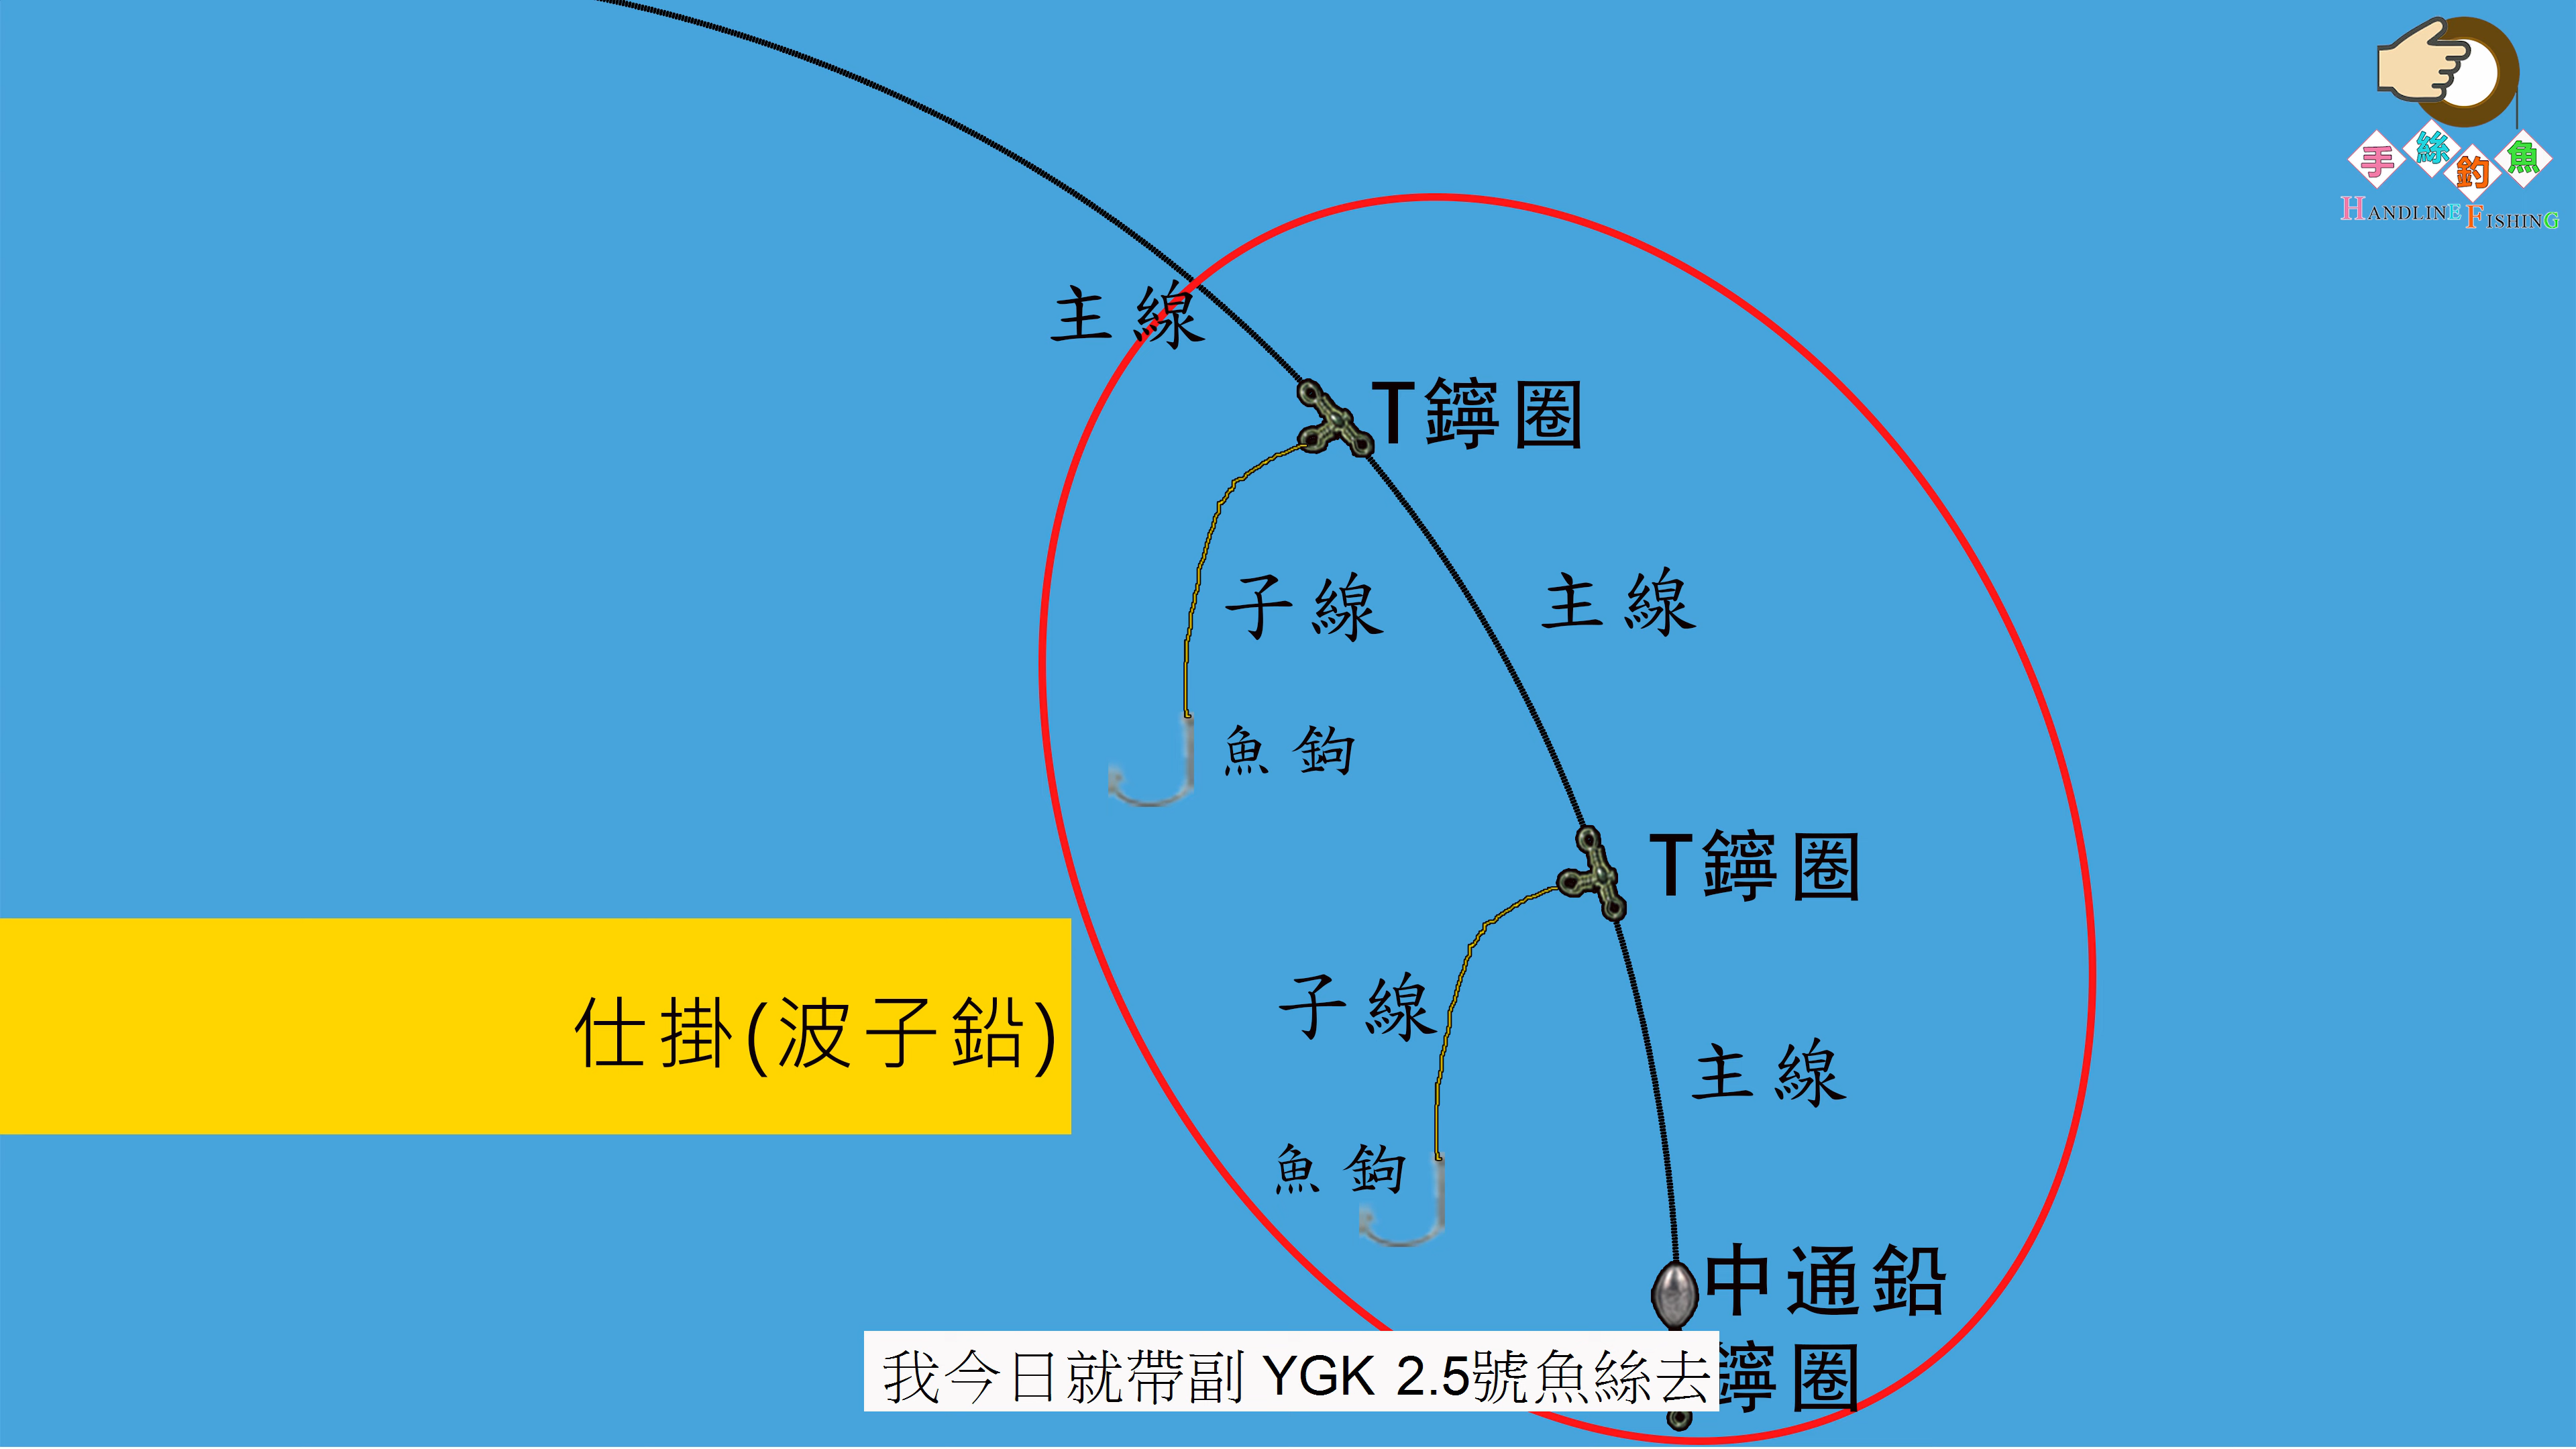 手絲釣魚
HANDLINE FISHING
主線
T鐏圈
子線
主線
魚鉤
T鐏圈
子線
仕掛(波子鉛)
主線
魚鉤
中通鉛
鐏圈
我今日就帶副 YGK 2.5號魚絲去